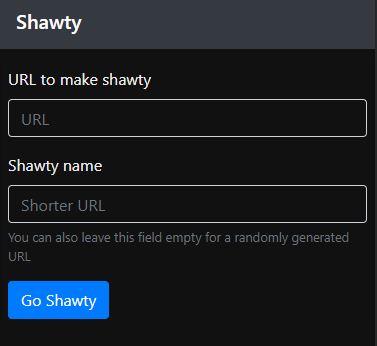 Shawty
URL to make shawty
URL
Shawty name
Shorter URL
You can also leave this field empty for a randomly generated
URL
Go Shawty